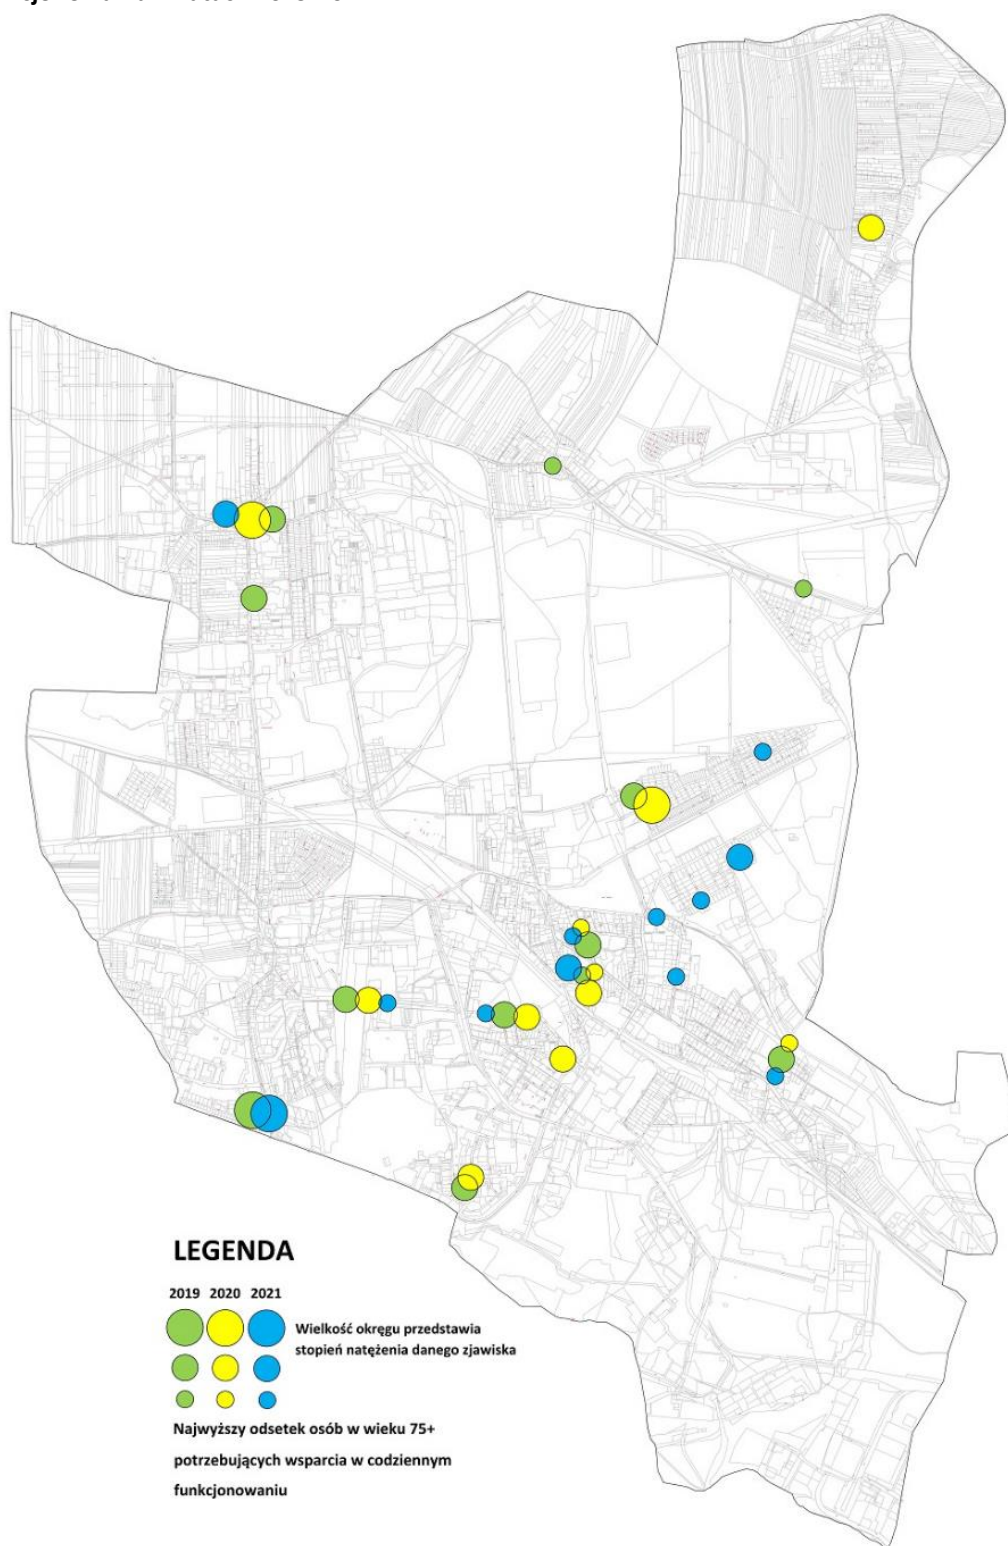 LEGENDA
2019 2020 2021
Wielkość okręgu przedstawia
stopień natężenia danego zjawiska
Najwyższy odsetek osób w wieku 75+
potrzebujących wsparcia w codziennym
funkcjonowaniu